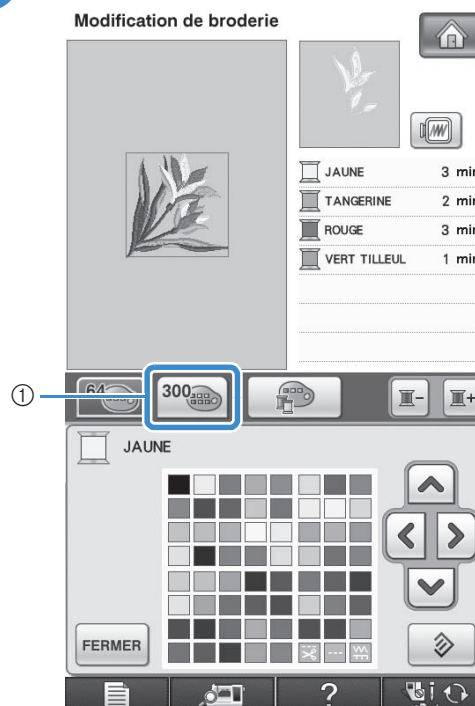 Modification de broderie
JAUNE 3 min
TANGERINE 2 min
ROUGE 3 min
VERT TILLEUL 1 min
① 64 300 - +
JAUNE
FERMER
?